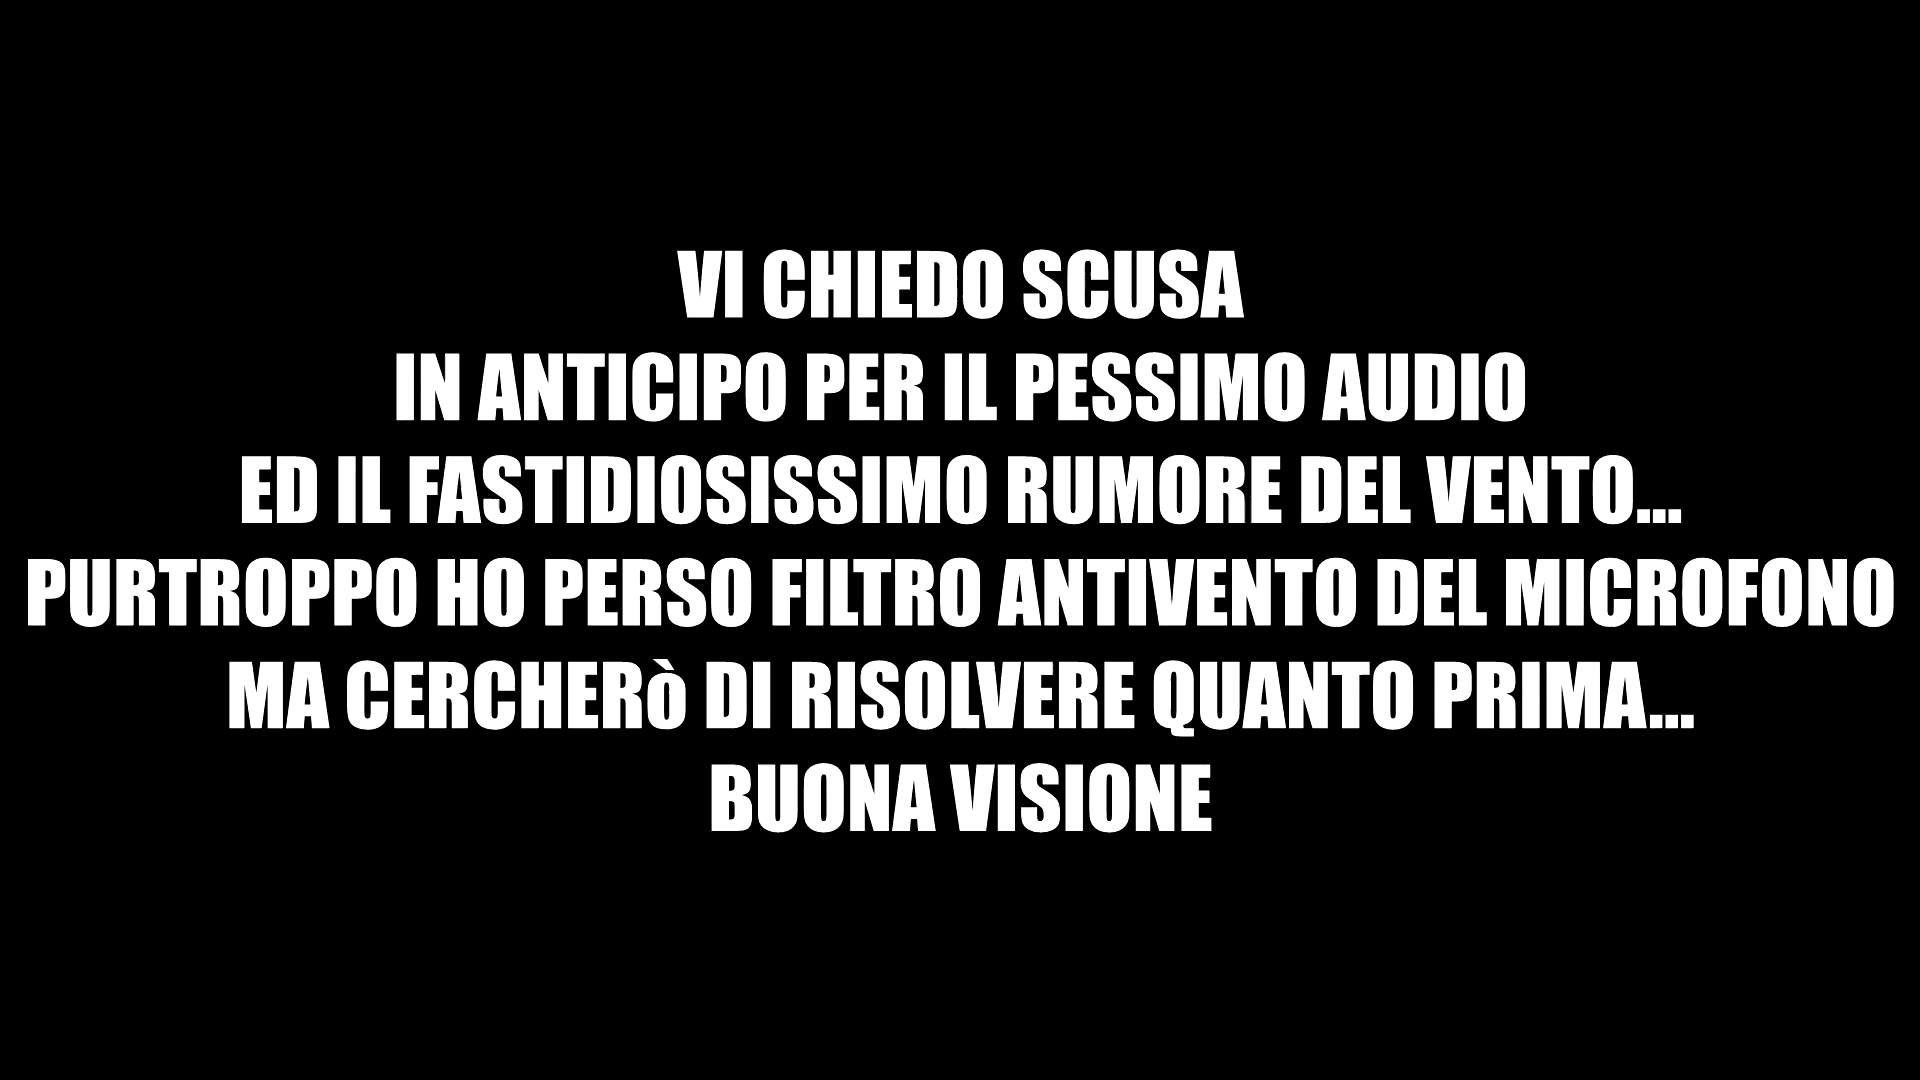 VI CHIEDO SCUSA
IN ANTICIPO PER IL PESSIMO AUDIO
ED IL FASTIDIOSISSIMO RUMORE DEL VENTO...
PURTROPPO HO PERSO FILTRO ANTIVENTO DEL MICROFONO
MA CERCHERò DI RISOLVERE QUANTO PRIMA...
BUONA VISIONE